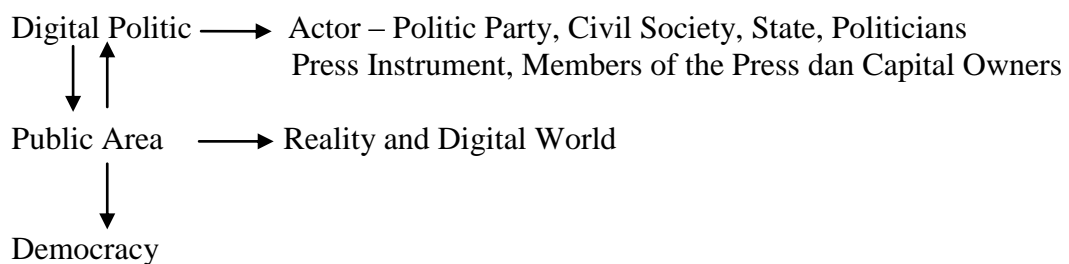 Digital Politic Actor – Politic Party, Civil Society, State, Politicians
Press Instrument, Members of the Press dan Capital Owners
Public Area Reality and Digital World
Democracy